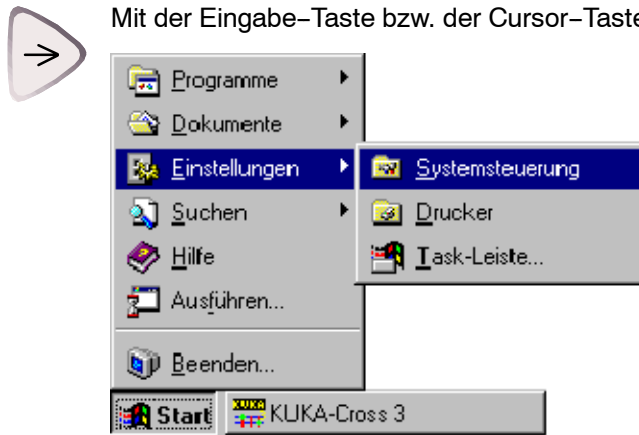 Mit der Eingabe–Taste bzw. der Cursor–Taste
Programme
Dokumente
Einstellungen
Suchen
Hilfe
Ausführen...
Beenden...
Systemsteuerung
Drucker
Task-Leiste...
Start
KUKA-Cross 3